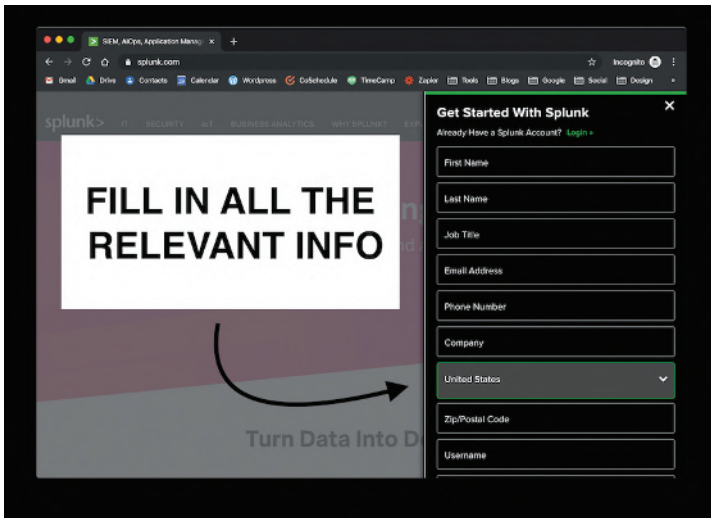 SIEM, AIOps, Application Manag
splunk.com
Incognito
Gmail Drive Contacts Calendar Wordpress CoSchedule TimeCamp Zapier Tools Blogs Google Social Design
splunk> IT SECURITY IoT BUSINESS ANALYTICS WHY SPLUNK?
FILL IN ALL THE
RELEVANT INFO
Turn Data Into
Get Started With Splunk
Already Have a Splunk Account? Login »
First Name
Last Name
Job Title
Email Address
Phone Number
Company
United States
Zip/Postal Code
Username